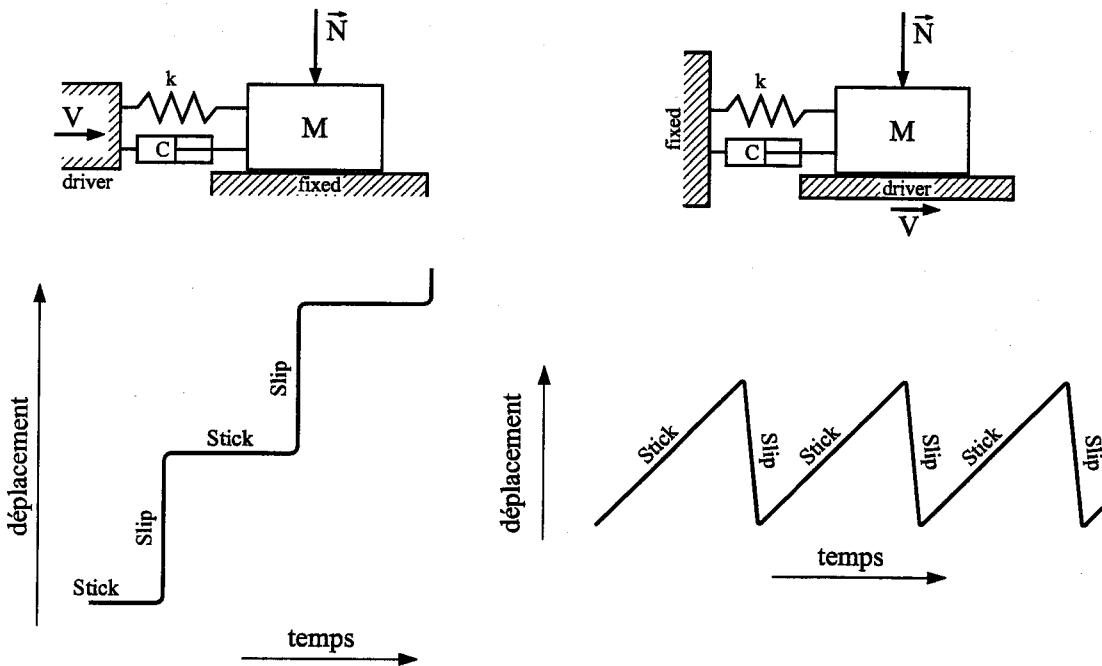 N
k
V
M
C
driver
fixed
N
k
fixed
M
C
driver
V
déplacement
Slip
Stick
Slip
Stick
temps
déplacement
Stick
Slip
Stick
Slip
Stick
Slip
temps